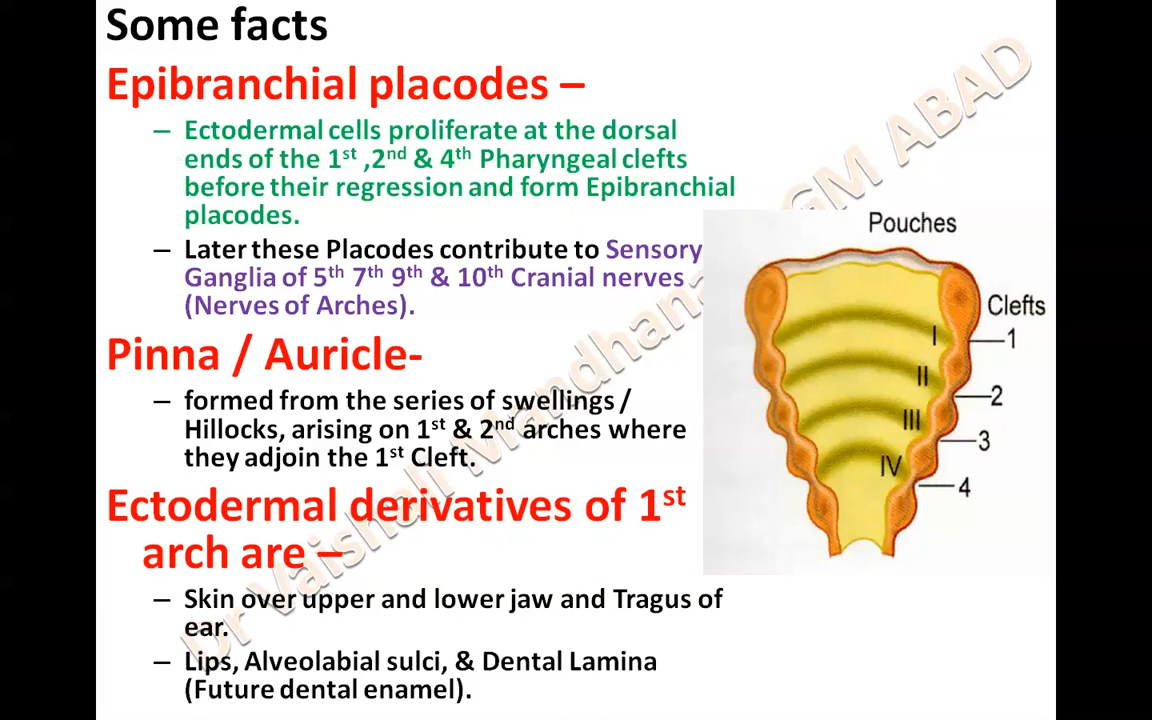 Some facts
Epibranchial placodes –
– Ectodermal cells proliferate at the dorsal
ends of the 1st ,2nd & 4th Pharyngeal clefts
before their regression and form Epibranchial
placodes.
– Later these Placodes contribute to Sensory
Ganglia of 5th 7th 9th & 10th Cranial nerves
(Nerves of Arches).
Pinna / Auricle-
– formed from the series of swellings /
Hillocks, arising on 1st & 2nd arches where
they adjoin the 1st Cleft.
Ectodermal derivatives of 1st
arch are –
– Skin over upper and lower jaw and Tragus of
ear.
– Lips, Alveolabial sulci, & Dental Lamina
(Future dental enamel).
Pouches
Clefts
I
1
II
2
III
3
IV
4
Dr Vaishali Mandhana GM ABAD